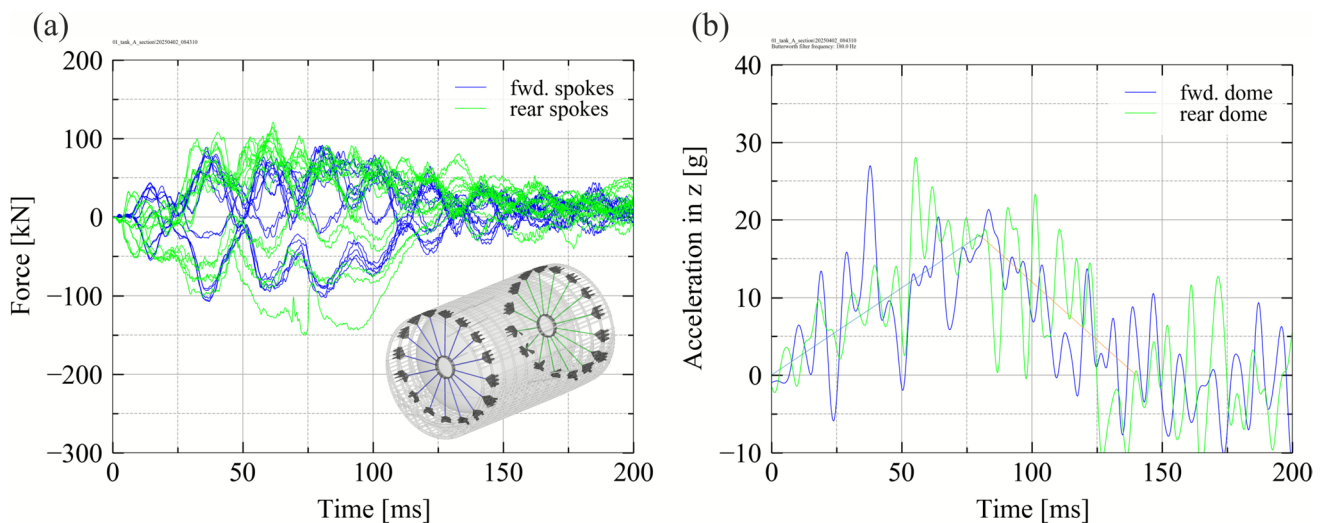 (a)
01_tank_A_section\20250402_084310
200
100
0
−100
−200
−300
Force [kN]
fwd. spokes
rear spokes
0
50
100
150
200
Time [ms]
(b)
01_tank_A_section\20250402_084310
Butterworth filter frequency: 180.0 Hz
40
30
20
10
0
−10
Acceleration in z [g]
fwd. dome
rear dome
0
50
100
150
200
Time [ms]